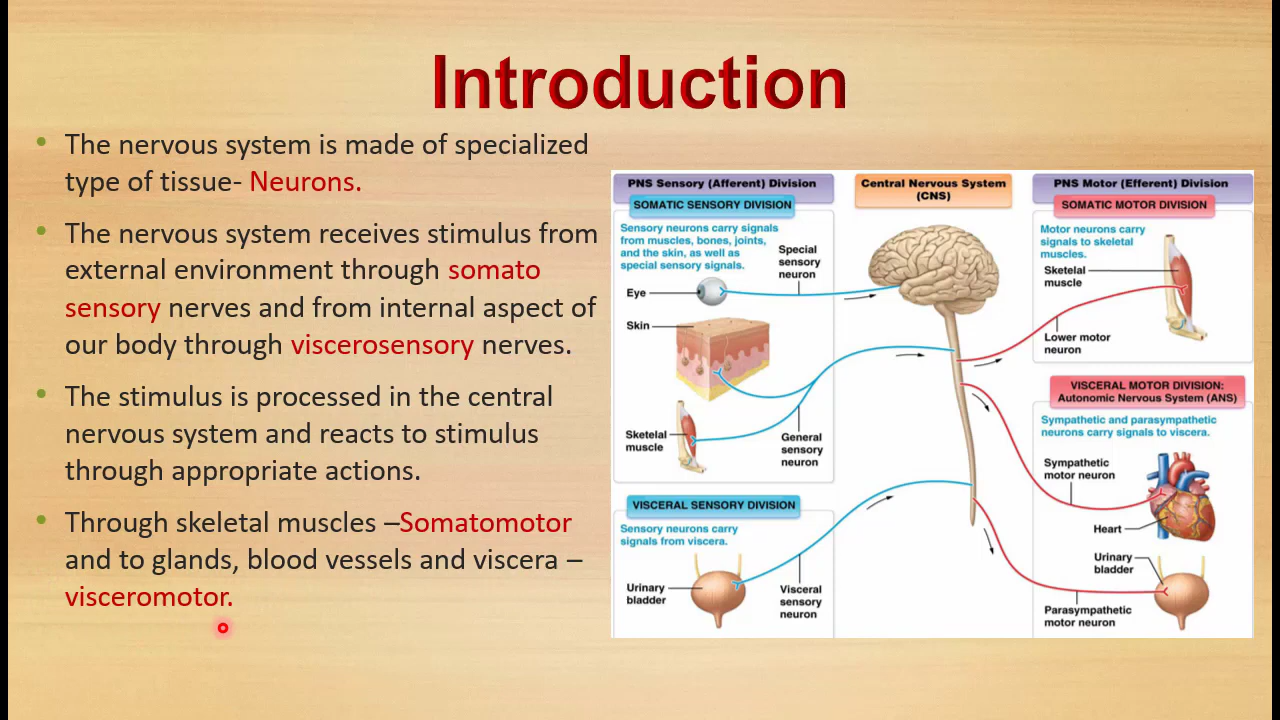 Introduction
• The nervous system is made of specialized
type of tissue- Neurons.
• The nervous system receives stimulus from
external environment through somato
sensory nerves and from internal aspect of
our body through viscerosensory nerves.
• The stimulus is processed in the central
nervous system and reacts to stimulus
through appropriate actions.
• Through skeletal muscles –Somatomotor
and to glands, blood vessels and viscera –
visceromotor.
PNS Sensory (Afferent) Division
SOMATIC SENSORY DIVISION
Sensory neurons carry signals
from muscles, bones, joints,
and the skin, as well as
special sensory signals.
Special
sensory
neuron
Eye
Skin
Sketelal
muscle
General
sensory
neuron
VISCERAL SENSORY DIVISION
Sensory neurons carry
signals from viscera.
Urinary
bladder
Visceral
sensory
neuron
Central Nervous System
(CNS)
PNS Motor (Efferent) Division
SOMATIC MOTOR DIVISION
Motor neurons carry
signals to skeletal
muscles.
Sketelal
muscle
Lower motor
neuron
VISCERAL MOTOR DIVISION:
Autonomic Nervous System (ANS)
Sympathetic and parasympathetic
neurons carry signals to viscera.
Sympathetic
motor neuron
Heart
Urinary
bladder
Parasympathetic
motor neuron